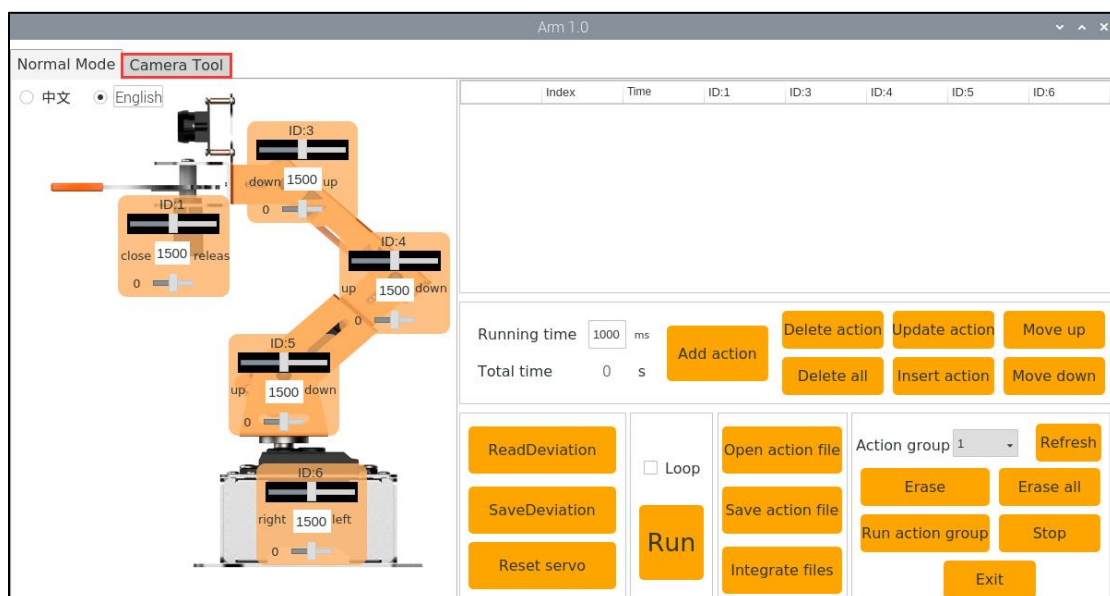 Arm 1.0
Normal Mode Camera Tool
中文 English
Index Time ID:1 ID:3 ID:4 ID:5 ID:6
ID:3
down 1500 up
0
ID:1
close 1500 releas
0
ID:4
up 1500 down
0
ID:5
up 1500 down
0
ID:6
right 1500 left
0
Running time 1000 ms
Total time 0 s
Add action
Delete action Update action Move up
Delete all Insert action Move down
ReadDeviation
SaveDeviation
Reset servo
Loop
Run
Open action file
Save action file
Integrate files
Action group 1 Refresh
Erase Erase all
Run action group Stop
Exit